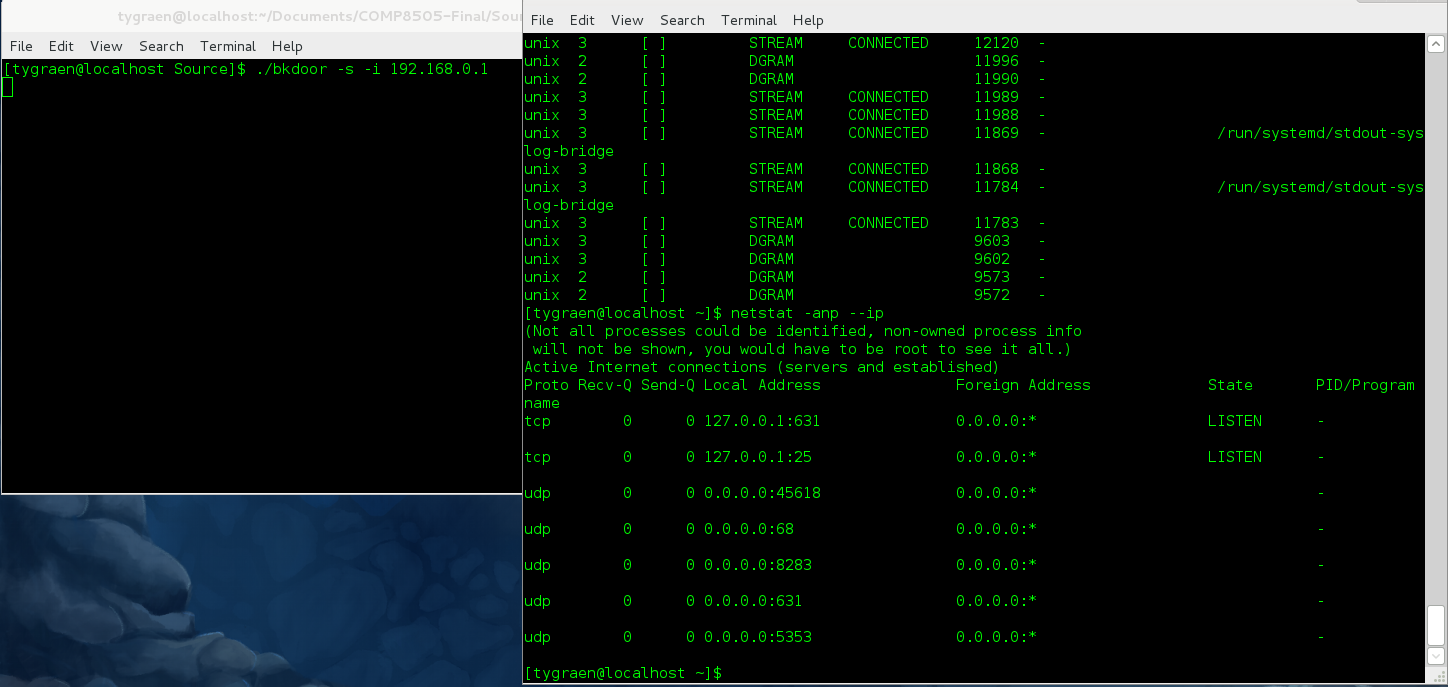 tygraen@localhost:~/Documents/COMP8505-Final/Sour
File Edit View Search Terminal Help
[tygraen@localhost Source]$ ./bkdoor -s -i 192.168.0.1
File Edit View Search Terminal Help
unix 3 [ ] STREAM CONNECTED 12120 -
unix 2 [ ] DGRAM 11996 -
unix 2 [ ] DGRAM 11990 -
unix 3 [ ] STREAM CONNECTED 11989 -
unix 3 [ ] STREAM CONNECTED 11988 -
unix 3 [ ] STREAM CONNECTED 11869 - /run/systemd/stdout-sys
log-bridge
unix 3 [ ] STREAM CONNECTED 11868 -
unix 3 [ ] STREAM CONNECTED 11784 - /run/systemd/stdout-sys
log-bridge
unix 3 [ ] STREAM CONNECTED 11783 -
unix 3 [ ] DGRAM 9603 -
unix 3 [ ] DGRAM 9602 -
unix 2 [ ] DGRAM 9573 -
unix 2 [ ] DGRAM 9572 -
[tygraen@localhost ~]$ netstat -anp --ip
(Not all processes could be identified, non-owned process info
will not be shown, you would have to be root to see it all.)
Active Internet connections (servers and established)
Proto Recv-Q Send-Q Local Address Foreign Address State PID/Program
name
tcp 0 0 127.0.0.1:631 0.0.0.0:* LISTEN -
tcp 0 0 127.0.0.1:25 0.0.0.0:* LISTEN -
udp 0 0 0.0.0.0:45618 0.0.0.0:* -
udp 0 0 0.0.0.0:68 0.0.0.0:* -
udp 0 0 0.0.0.0:8283 0.0.0.0:* -
udp 0 0 0.0.0.0:631 0.0.0.0:* -
udp 0 0 0.0.0.0:5353 0.0.0.0:* -
[tygraen@localhost ~]$